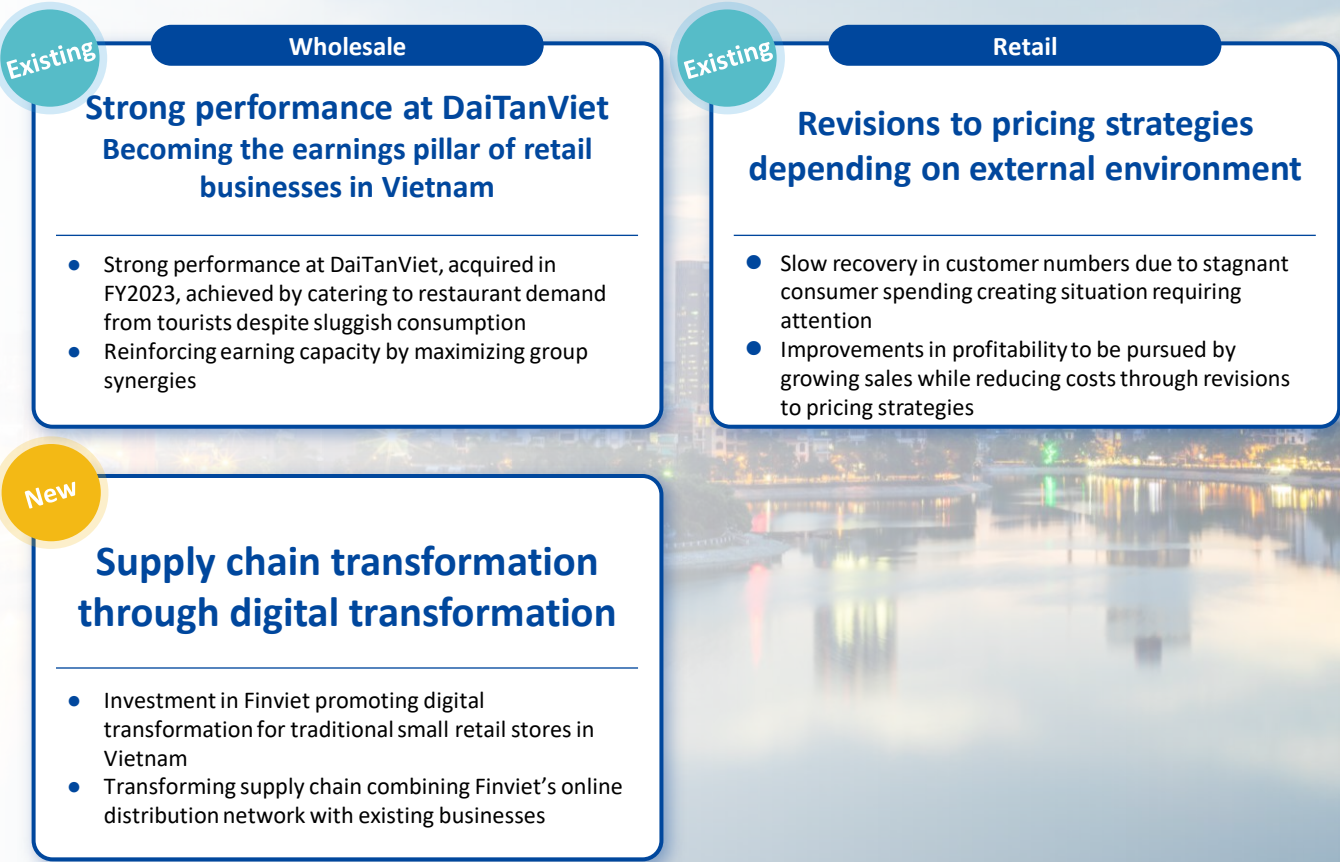 Existing
Wholesale
Strong performance at DaiTanViet
Becoming the earnings pillar of retail
businesses in Vietnam
● Strong performance at DaiTanViet, acquired in
FY2023, achieved by catering to restaurant demand
from tourists despite sluggish consumption
● Reinforcing earning capacity by maximizing group
synergies
Existing
Retail
Revisions to pricing strategies
depending on external environment
● Slow recovery in customer numbers due to stagnant
consumer spending creating situation requiring
attention
● Improvements in profitability to be pursued by
growing sales while reducing costs through revisions
to pricing strategies
New
Supply chain transformation
through digital transformation
● Investment in Finviet promoting digital
transformation for traditional small retail stores in
Vietnam
● Transforming supply chain combining Finviet's online
distribution network with existing businesses